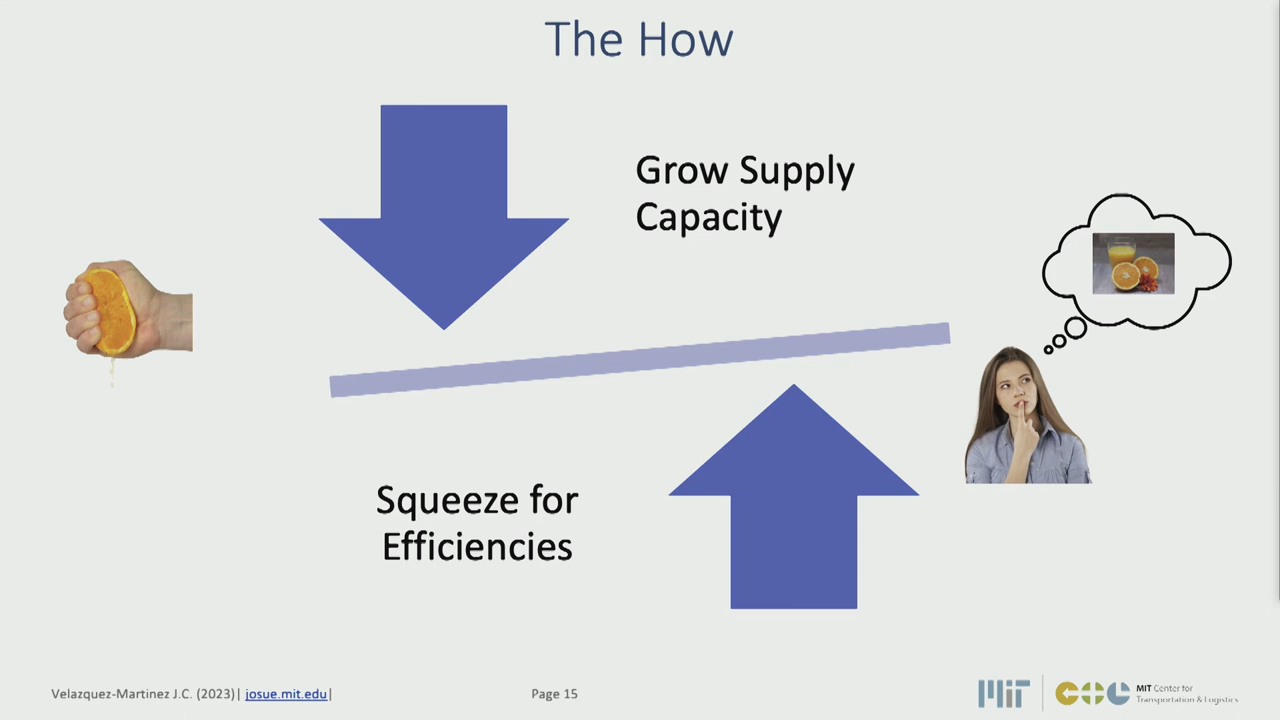 The How
Grow Supply
Capacity
Squeeze for
Efficiencies
Velazquez-Martinez J.C. (2023)| josue.mit.edu|
Page 15
MIT
MIT Center for
Transportation & Logistics